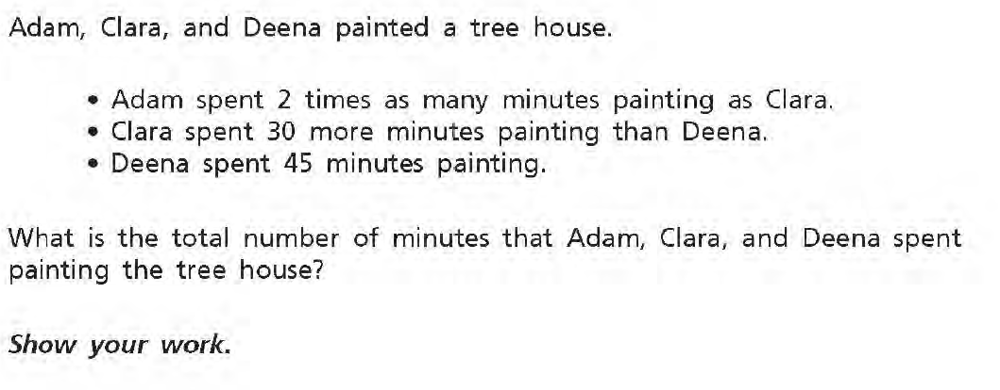 Adam, Clara, and Deena painted a tree house.
• Adam spent 2 times as many minutes painting as Clara.
• Clara spent 30 more minutes painting than Deena.
• Deena spent 45 minutes painting.
What is the total number of minutes that Adam, Clara, and Deena spent
painting the tree house?
Show your work.